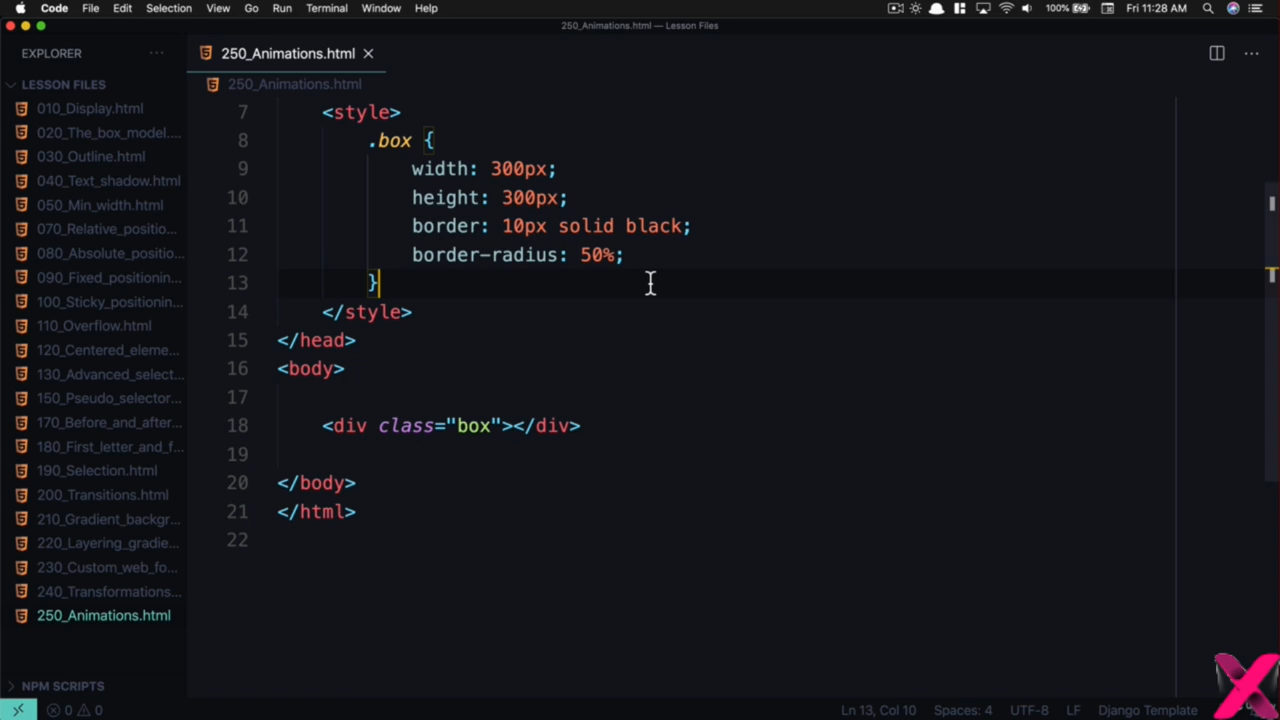 Code File Edit Selection View Go Run Terminal Window Help 100% Fri 11:28 AM
250_Animations.html — Lesson Files
EXPLORER ...
250_Animations.html
LESSON FILES
250_Animations.html
010_Display.html
020_The_box_model....
030_Outline.html
040_Text_shadow.html
050_Min_width.html
070_Relative_positio...
080_Absolute_positio...
090_Fixed_positionin...
100_Sticky_positionin...
110_Overflow.html
120_Centered_eleme...
130_Advanced_select...
150_Pseudo_selector...
170_Before_and_after...
180_First_letter_and_f...
190_Selection.html
200_Transitions.html
210_Gradient_backgr...
220_Layering_gradie...
230_Custom_web_fo...
240_Transformations...
250_Animations.html
NPM SCRIPTS
7 <style>
8 .box {
9 width: 300px;
10 height: 300px;
11 border: 10px solid black;
12 border-radius: 50%;
13 }
14 </style>
15 </head>
16 <body>
17
18 <div class="box"></div>
19
20 </body>
21 </html>
22
0 0 Ln 13, Col 10 Spaces: 4 UTF-8 LF Django Template
X